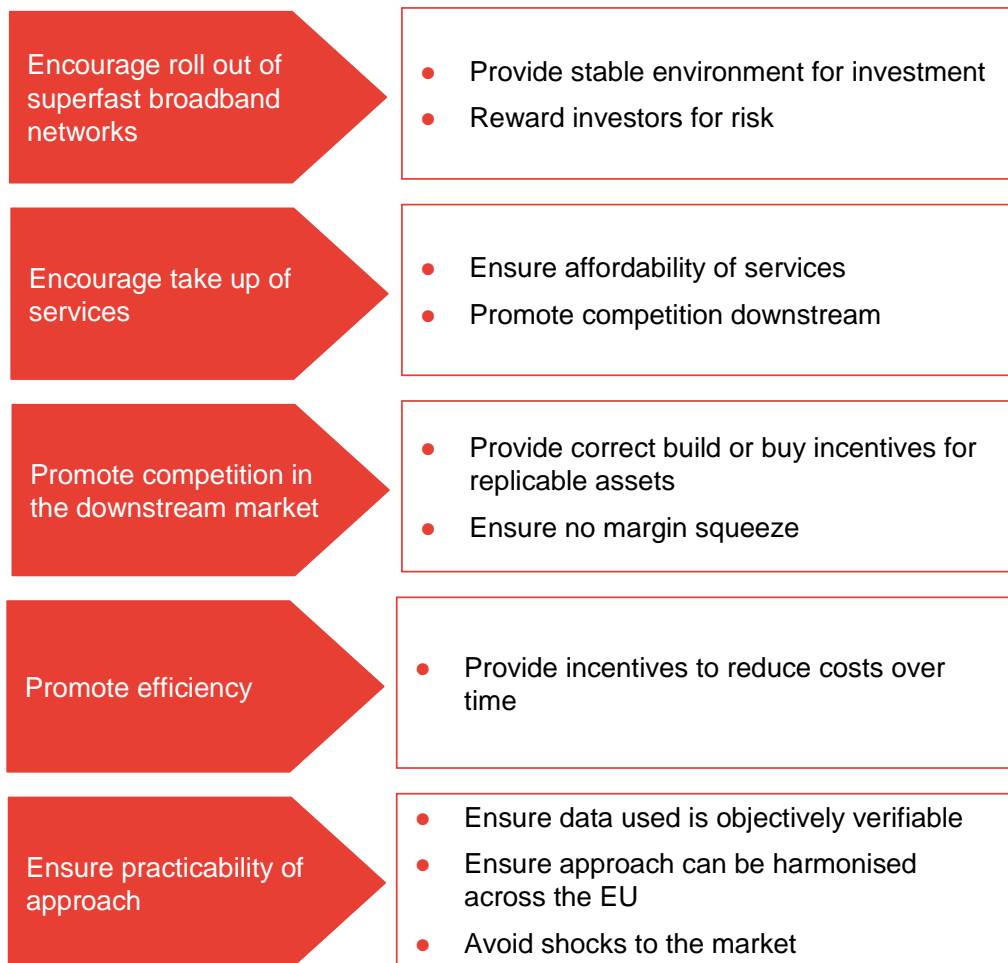 Encourage roll out of
superfast broadband
networks
● Provide stable environment for investment
● Reward investors for risk
Encourage take up of
services
● Ensure affordability of services
● Promote competition downstream
Promote competition in
the downstream market
● Provide correct build or buy incentives for
replicable assets
● Ensure no margin squeeze
Promote efficiency
● Provide incentives to reduce costs over
time
Ensure practicability of
approach
● Ensure data used is objectively verifiable
● Ensure approach can be harmonised
across the EU
● Avoid shocks to the market